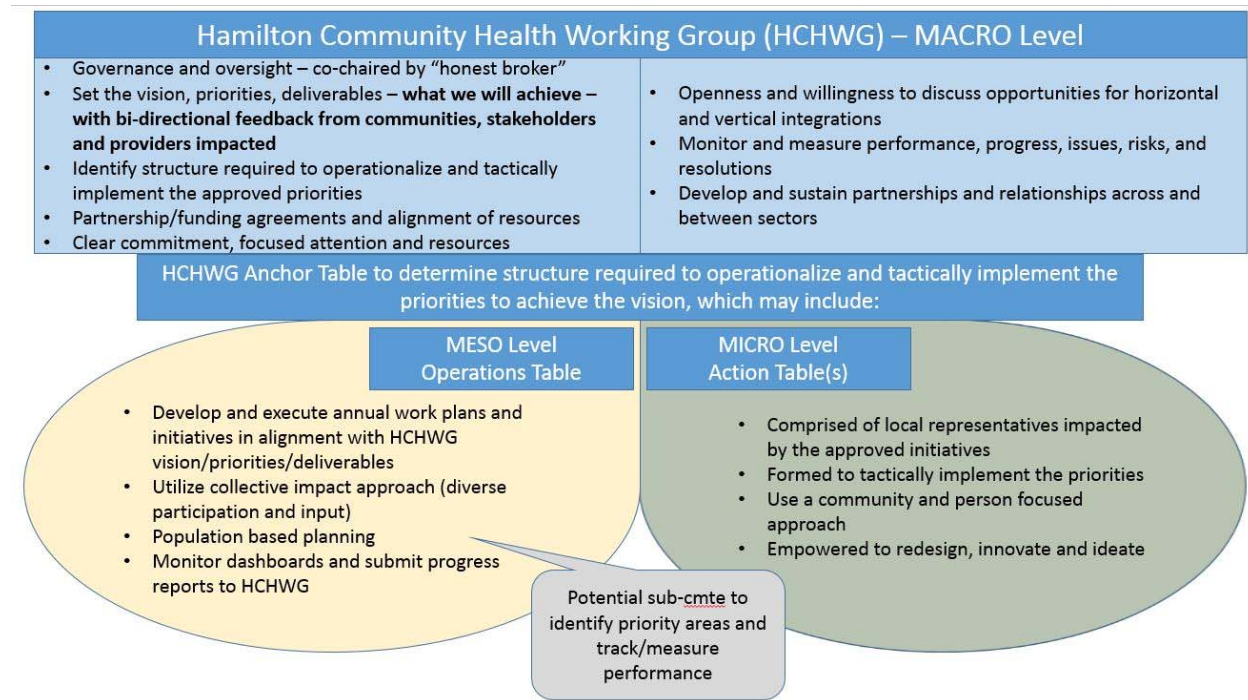 Hamilton Community Health Working Group (HCHWG) – MACRO Level
• Governance and oversight – co-chaired by “honest broker”
• Set the vision, priorities, deliverables – what we will achieve –
with bi-directional feedback from communities, stakeholders
and providers impacted
• Identify structure required to operationalize and tactically
implement the approved priorities
• Partnership/funding agreements and alignment of resources
• Clear commitment, focused attention and resources
• Openness and willingness to discuss opportunities for horizontal
and vertical integrations
• Monitor and measure performance, progress, issues, risks, and
resolutions
• Develop and sustain partnerships and relationships across and
between sectors
HCHWG Anchor Table to determine structure required to operationalize and tactically implement the
priorities to achieve the vision, which may include:
MESO Level
Operations Table
• Develop and execute annual work plans and
initiatives in alignment with HCHWG
vision/priorities/deliverables
• Utilize collective impact approach (diverse
participation and input)
• Population based planning
• Monitor dashboards and submit progress
reports to HCHWG
MICRO Level
Action Table(s)
• Comprised of local representatives impacted
by the approved initiatives
• Formed to tactically implement the priorities
• Use a community and person focused
approach
• Empowered to redesign, innovate and ideate
Potential sub-cmte to
identify priority areas and
track/measure
performance